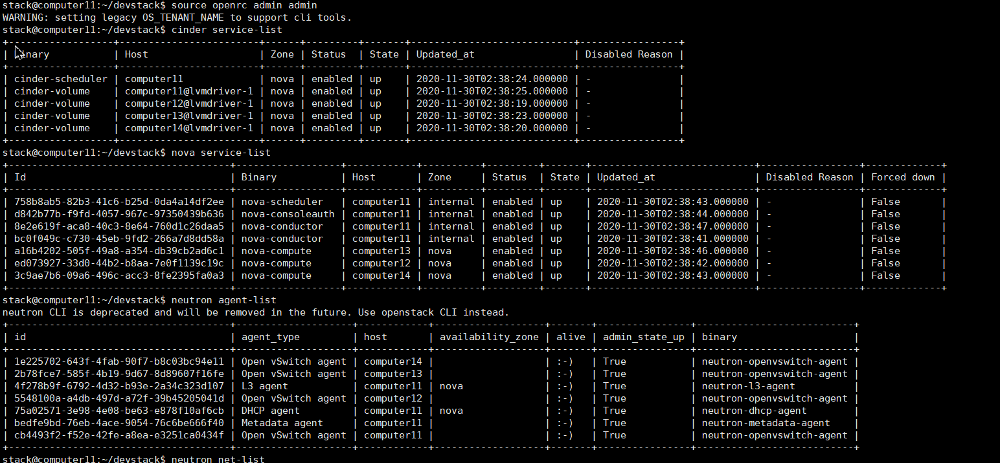 stack@computer11:~/devstack$ source openrc admin admin
WARNING: setting legacy OS_TENANT_NAME to support cli tools.
stack@computer11:~/devstack$ cinder service-list
+------------------+------------------------+------+---------+-------+----------------------------+-----------------+
| Binary           | Host                   | Zone | Status  | State | Updated_at                 | Disabled Reason |
+------------------+------------------------+------+---------+-------+----------------------------+-----------------+
| cinder-scheduler | computer11             | nova | enabled | up    | 2020-11-30T02:38:24.000000 | -               |
| cinder-volume    | computer11@lvmdriver-1 | nova | enabled | up    | 2020-11-30T02:38:25.000000 | -               |
| cinder-volume    | computer12@lvmdriver-1 | nova | enabled | up    | 2020-11-30T02:38:19.000000 | -               |
| cinder-volume    | computer13@lvmdriver-1 | nova | enabled | up    | 2020-11-30T02:38:23.000000 | -               |
| cinder-volume    | computer14@lvmdriver-1 | nova | enabled | up    | 2020-11-30T02:38:20.000000 | -               |
+------------------+------------------------+------+---------+-------+----------------------------+-----------------+
stack@computer11:~/devstack$ nova service-list
+--------------------------------------+------------------+------------+----------+---------+-------+----------------------------+-----------------+-------------+
| Id                                   | Binary           | Host       | Zone     | Status  | State | Updated_at                 | Disabled Reason | Forced down |
+--------------------------------------+------------------+------------+----------+---------+-------+----------------------------+-----------------+-------------+
| 758b8ab5-82b3-41c6-b25d-0da4a14df2ee | nova-scheduler   | computer11 | internal | enabled | up    | 2020-11-30T02:38:43.000000 | -               | False       |
| d842b77b-f9fd-4057-967c-97350439b636 | nova-consoleauth | computer11 | internal | enabled | up    | 2020-11-30T02:38:44.000000 | -               | False       |
| 8e2e619f-aca8-40c3-8e64-760d1c26daa5 | nova-conductor   | computer11 | internal | enabled | up    | 2020-11-30T02:38:47.000000 | -               | False       |
| bc0f049c-c730-45eb-9fd2-266a7d8dd58a | nova-conductor   | computer11 | internal | enabled | up    | 2020-11-30T02:38:41.000000 | -               | False       |
| a16b4202-505f-49a8-a354-db39cb2ad6c1 | nova-compute     | computer13 | nova     | enabled | up    | 2020-11-30T02:38:46.000000 | -               | False       |
| ed073927-33d0-44b2-b8aa-7e0f1139c19c | nova-compute     | computer12 | nova     | enabled | up    | 2020-11-30T02:38:42.000000 | -               | False       |
| 3c9ae7b6-09a6-496c-acc3-8fe2395fa0a3 | nova-compute     | computer14 | nova     | enabled | up    | 2020-11-30T02:38:43.000000 | -               | False       |
+--------------------------------------+------------------+------------+----------+---------+-------+----------------------------+-----------------+-------------+
stack@computer11:~/devstack$ neutron agent-list
neutron CLI is deprecated and will be removed in the future. Use openstack CLI instead.
+--------------------------------------+--------------------+------------+-------------------+-------+----------------+---------------------------+
| id                                   | agent_type         | host       | availability_zone | alive | admin_state_up | binary                    |
+--------------------------------------+--------------------+------------+-------------------+-------+----------------+---------------------------+
| 1e225702-643f-4fab-90f7-b8c03bc94e11 | Open vSwitch agent | computer14 |                   | :-)   | True           | neutron-openvswitch-agent |
| 2b78fce7-585f-4b19-9d67-8d89607f16fe | Open vSwitch agent | computer13 |                   | :-)   | True           | neutron-openvswitch-agent |
| 4f278b9f-6792-4d32-b93e-2a34c323d107 | L3 agent           | computer11 | nova              | :-)   | True           | neutron-l3-agent          |
| 5548100a-a4db-497d-a72f-39b45205041d | Open vSwitch agent | computer12 |                   | :-)   | True           | neutron-openvswitch-agent |
| 75a02571-3e98-4e08-be63-e878f10af6cb | DHCP agent         | computer11 | nova              | :-)   | True           | neutron-dhcp-agent        |
| bedfe9bd-76eb-4ace-9054-76c6be666f40 | Metadata agent     | computer11 |                   | :-)   | True           | neutron-metadata-agent    |
| cb4493f2-f52e-42fe-a8ea-e3251ca0434f | Open vSwitch agent | computer11 |                   | :-)   | True           | neutron-openvswitch-agent |
+--------------------------------------+--------------------+------------+-------------------+-------+----------------+---------------------------+
stack@computer11:~/devstack$ neutron net-list